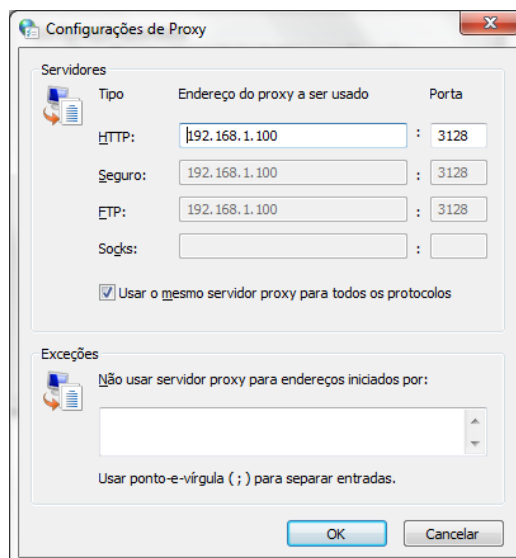 Configurações de Proxy
Servidores
Tipo Endereço do proxy a ser usado Porta
HTTP: 192.168.1.100 : 3128
Seguro: 192.168.1.100 : 3128
FTP: 192.168.1.100 : 3128
Socks: :
Usar o mesmo servidor proxy para todos os protocolos
Exceções
Não usar servidor proxy para endereços iniciados por:
Usar ponto-e-vírgula ( ; ) para separar entradas.
OK Cancelar